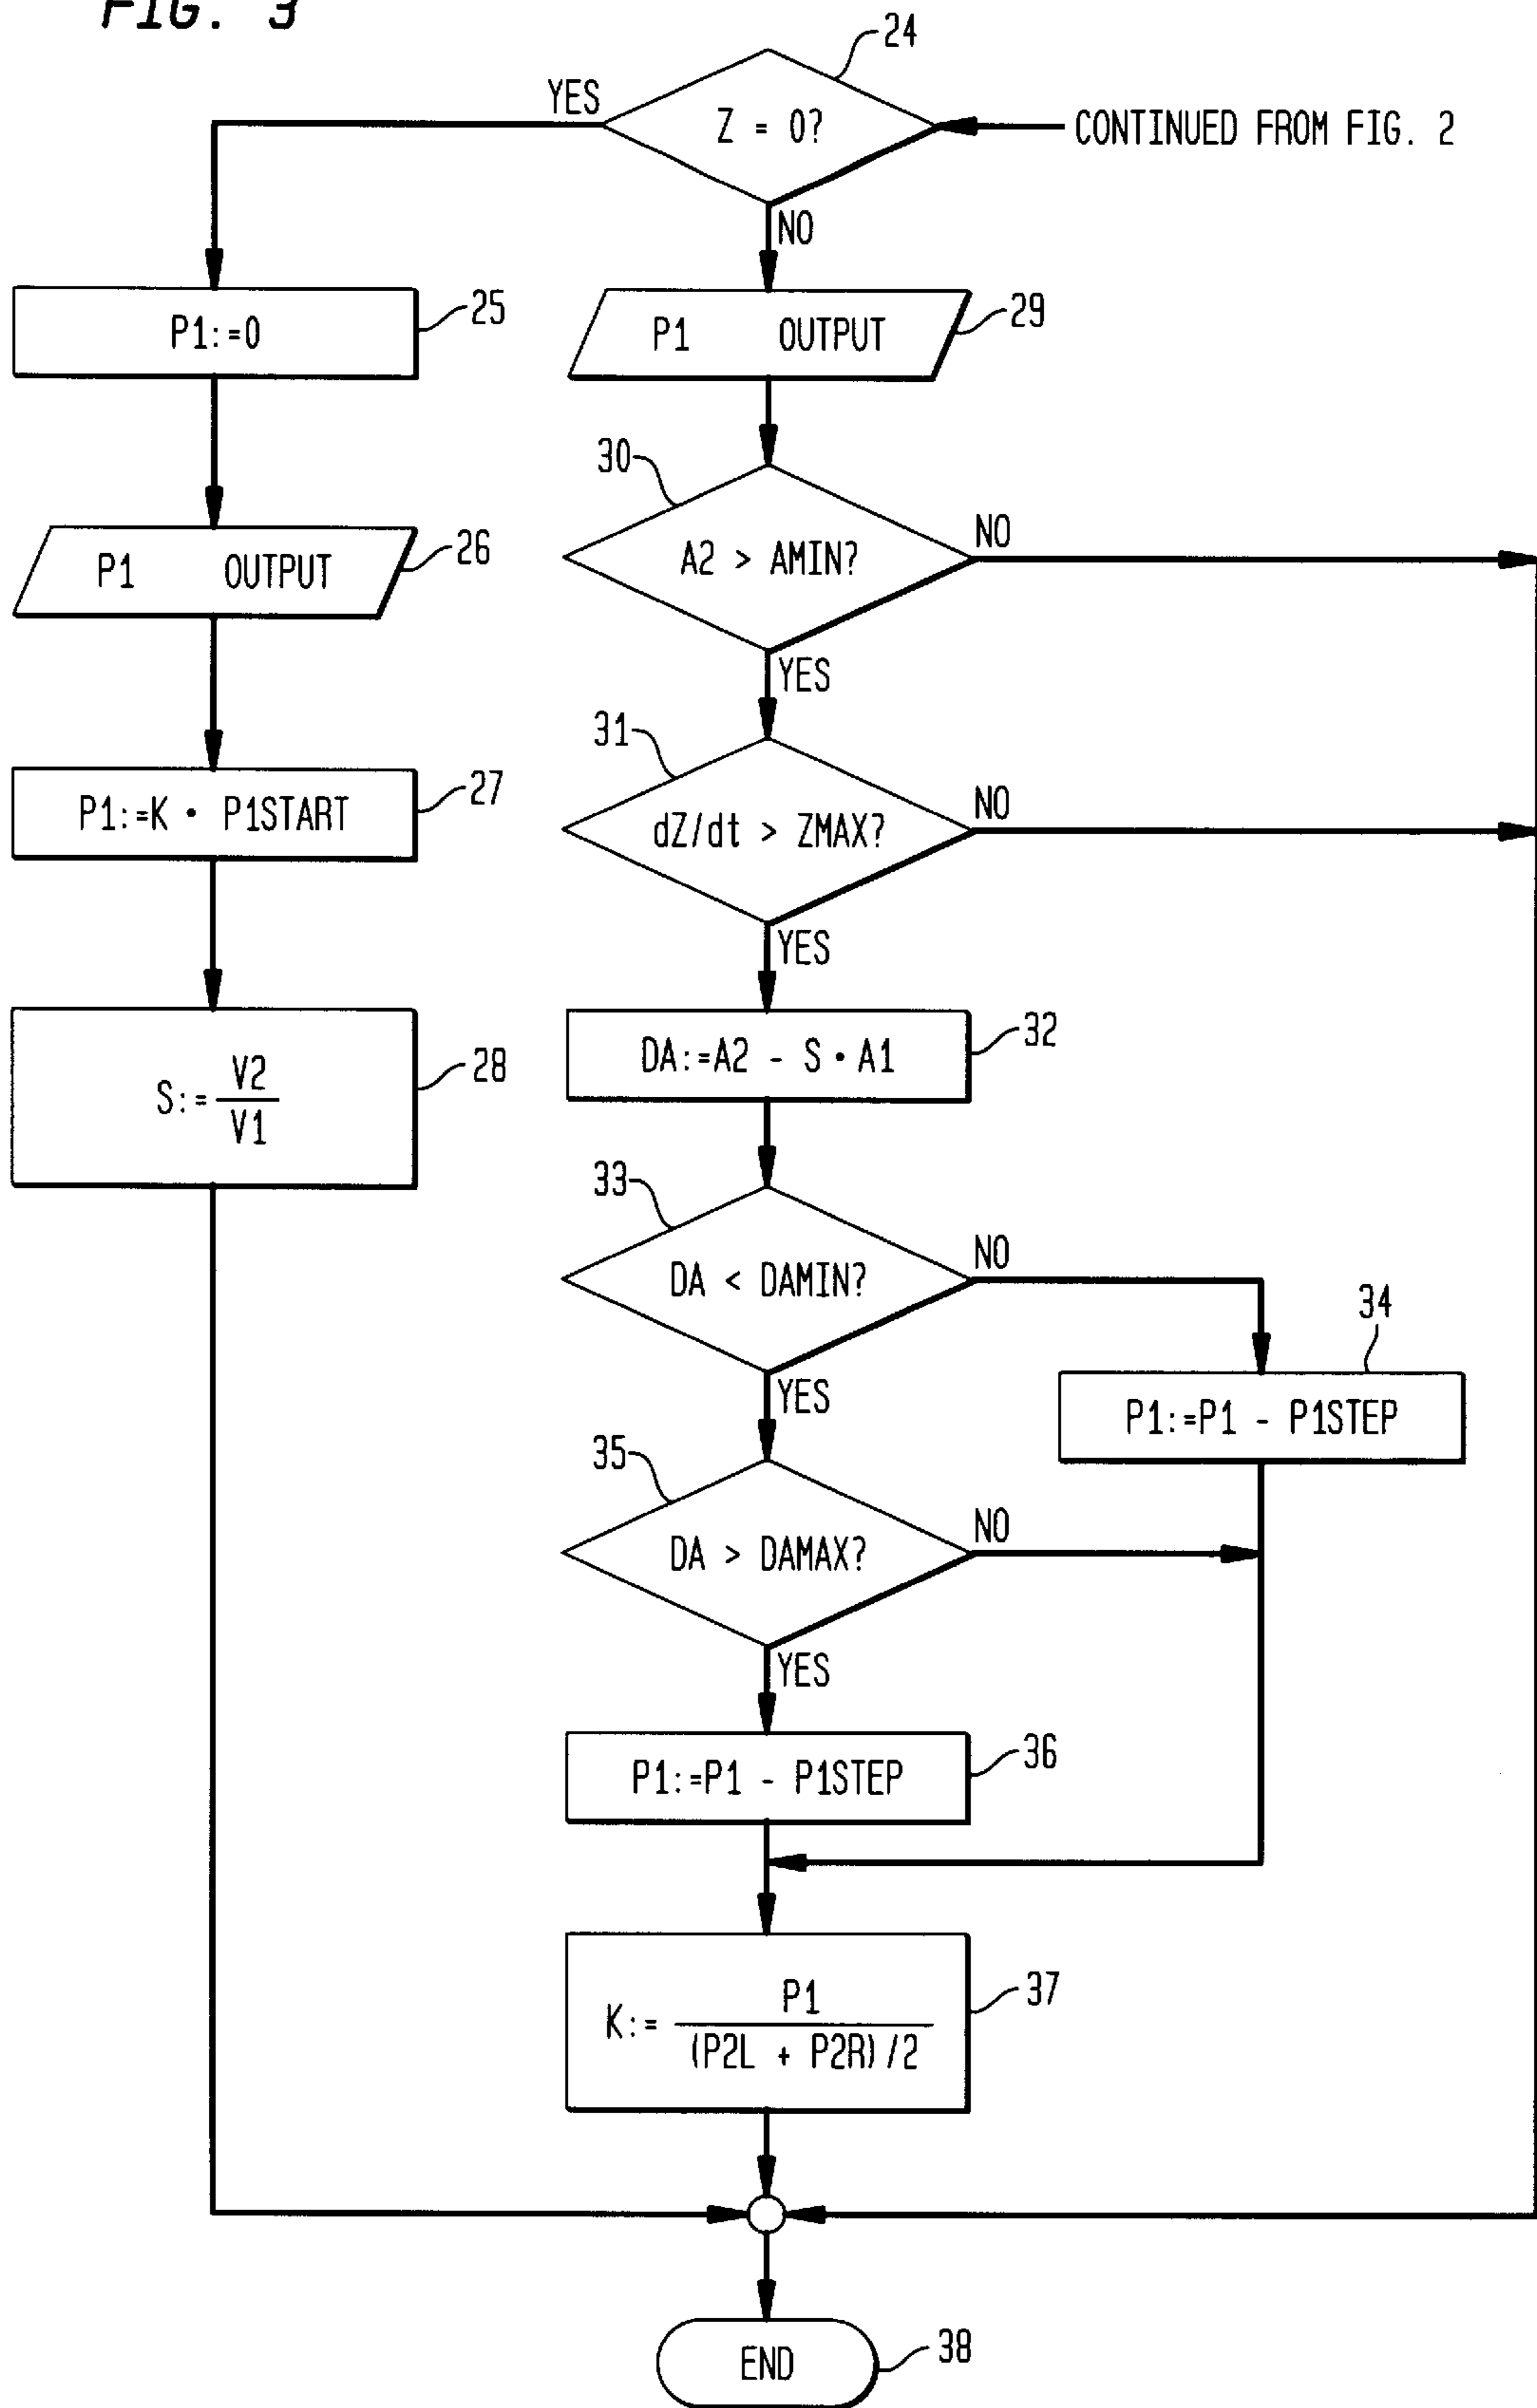 FIG. 3
24
YES
Z = 0?
CONTINUED FROM FIG. 2
NO
P1:=0
25
P1 OUTPUT
29
30
A2 > AMIN?
NO
P1 OUTPUT
26
YES
31
dZ/dt > ZMAX?
NO
P1:=K • P1START
27
YES
S:= V2
V1
28
DA:=A2 - S • A1
32
33
DA < DAMIN?
NO
34
YES
P1:=P1 - P1STEP
35
DA > DAMAX?
NO
YES
P1:=P1 - P1STEP
36
K:= P1
(P2L + P2R)/2
37
END
38